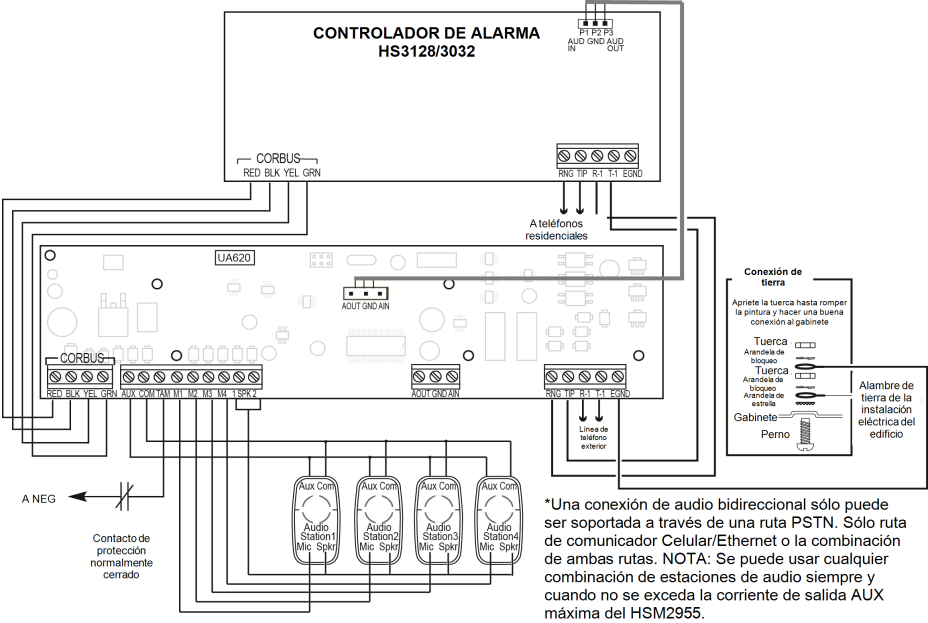 CONTROLADOR DE ALARMA
HS3128/3032
P1 P2 P3
AUD GND AUD
IN OUT
CORBUS
RED BLK YEL GRN
RNG TIP R-1 T-1 EGND
A teléfonos
residenciales
UA620
AOUT GND AIN
CORBUS
RED BLK YEL GRN
AUX COM TAM M1 M2 M3 M4 1 SPK 2
AOUT GND AIN
RNG TIP R-1 T-1 EGND
Línea de
teléfono
exterior
Conexión de
tierra
Apriete la tuerca hasta romper
la pintura y hacer una buena
conexión al gabinete
Tuerca
Arandela de
bloqueo
Tuerca
Arandela de
bloqueo
Arandela de
estrella
Gabinete
Perno
Alambre de
tierra de la
instalación
eléctrica del
edificio
A NEG
Contacto de
protección
normalmente
cerrado
Aux Com
Audio
Station1
Mic Spkr
Aux Com
Audio
Station2
Mic Spkr
Aux Com
Audio
Station3
Mic Spkr
Aux Com
Audio
Station4
Mic Spkr
*Una conexión de audio bidireccional sólo puede
ser soportada a través de una ruta PSTN. Sólo ruta
de comunicador Celular/Ethernet o la combinación
de ambas rutas. NOTA: Se puede usar cualquier
combinación de estaciones de audio siempre y
cuando no se exceda la corriente de salida AUX
máxima del HSM2955.